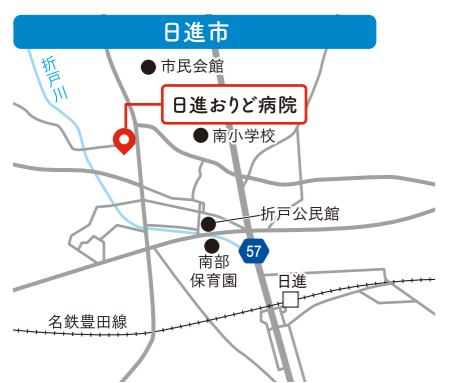 日進市
折戸川
市民会館
日進おりど病院
南小学校
折戸公民館
57
南部
保育園
日進
名鉄豊田線